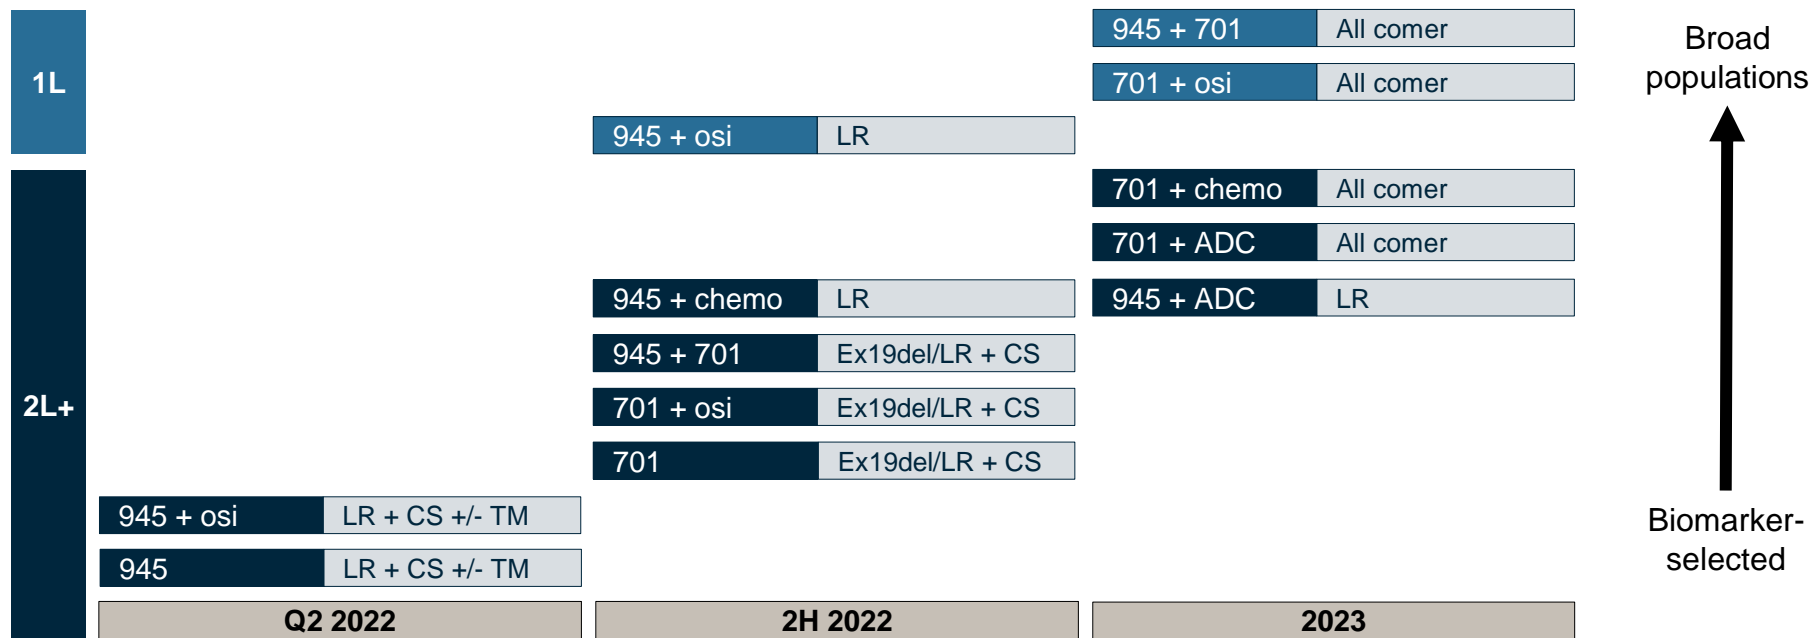 945 + 701 All comer
Broad
populations
1L
701 + osi All comer
945 + osi LR
701 + chemo All comer
701 + ADC All comer
945 + chemo LR
945 + ADC LR
945 + 701 Ex19del/LR + CS
2L+
701 + osi Ex19del/LR + CS
701 Ex19del/LR + CS
945 + osi LR + CS +/- TM
945 LR + CS +/- TM
Biomarker-
selected
Q2 2022
2H 2022
2023